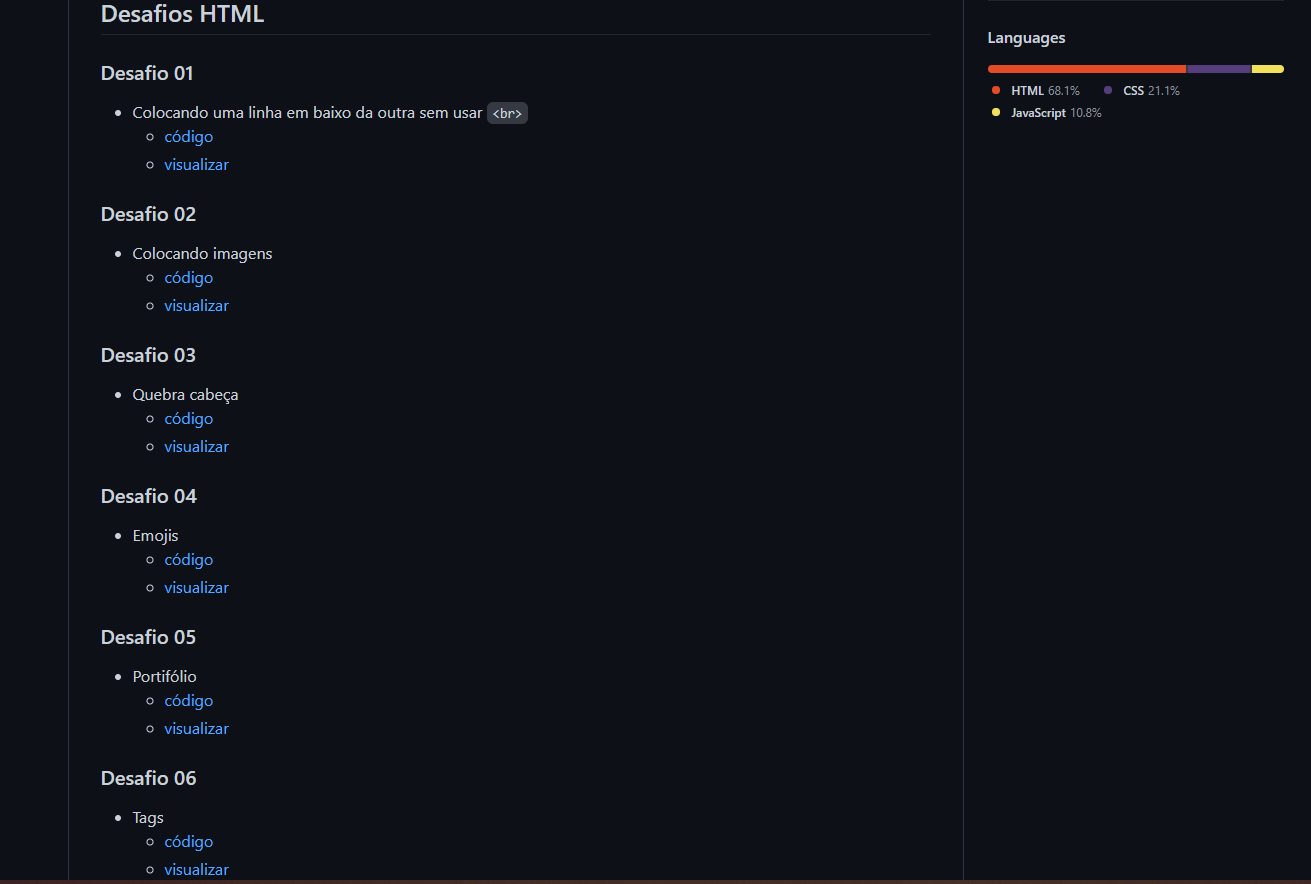 Desafios HTML
Desafio 01
Colocando uma linha em baixo da outra sem usar <br>
código
visualizar
Desafio 02
Colocando imagens
código
visualizar
Desafio 03
Quebra cabeça
código
visualizar
Desafio 04
Emojis
código
visualizar
Desafio 05
Portifólio
código
visualizar
Desafio 06
Tags
código
visualizar
Languages
HTML 68.1% CSS 21.1%
JavaScript 10.8%